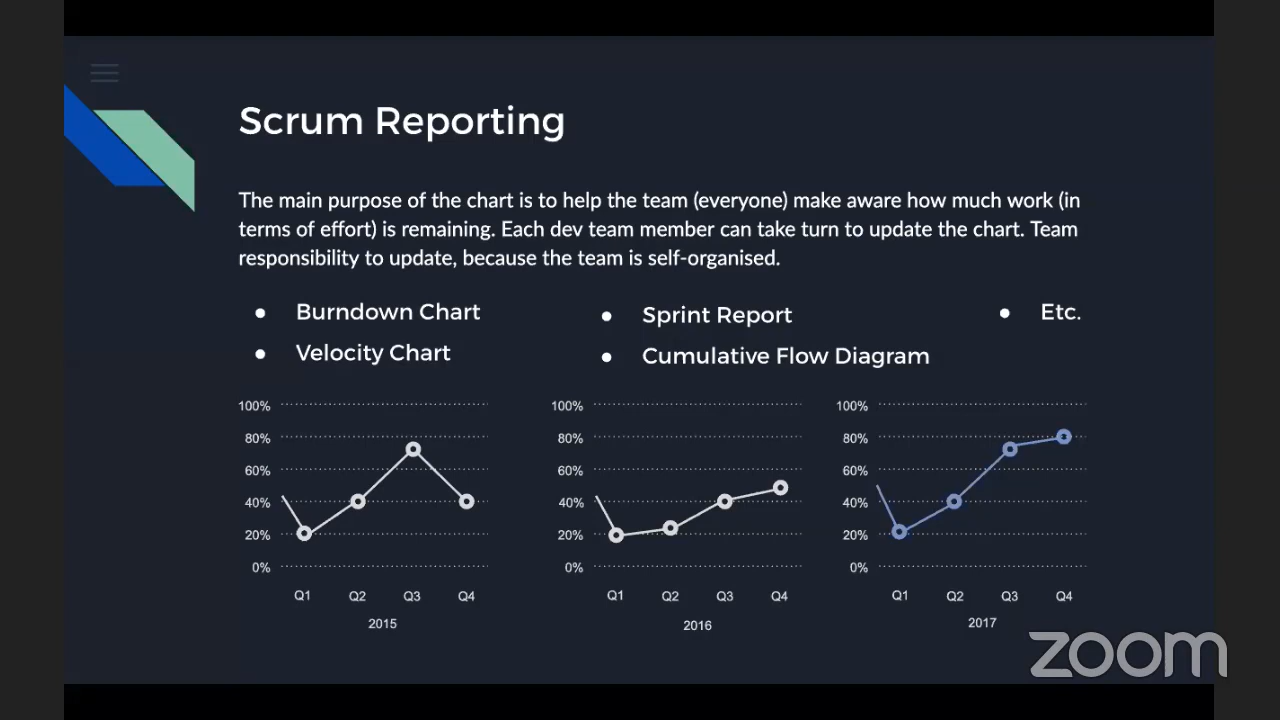 Scrum Reporting
The main purpose of the chart is to help the team (everyone) make aware how much work (in
terms of effort) is remaining. Each dev team member can take turn to update the chart. Team
responsibility to update, because the team is self-organised.
● Burndown Chart
● Velocity Chart
● Sprint Report
● Cumulative Flow Diagram
● Etc.
100%
80%
60%
40%
20%
0%
Q1 Q2 Q3 Q4
2015
100%
80%
60%
40%
20%
0%
Q1 Q2 Q3 Q4
2016
100%
80%
60%
40%
20%
0%
Q1 Q2 Q3 Q4
2017
zoom